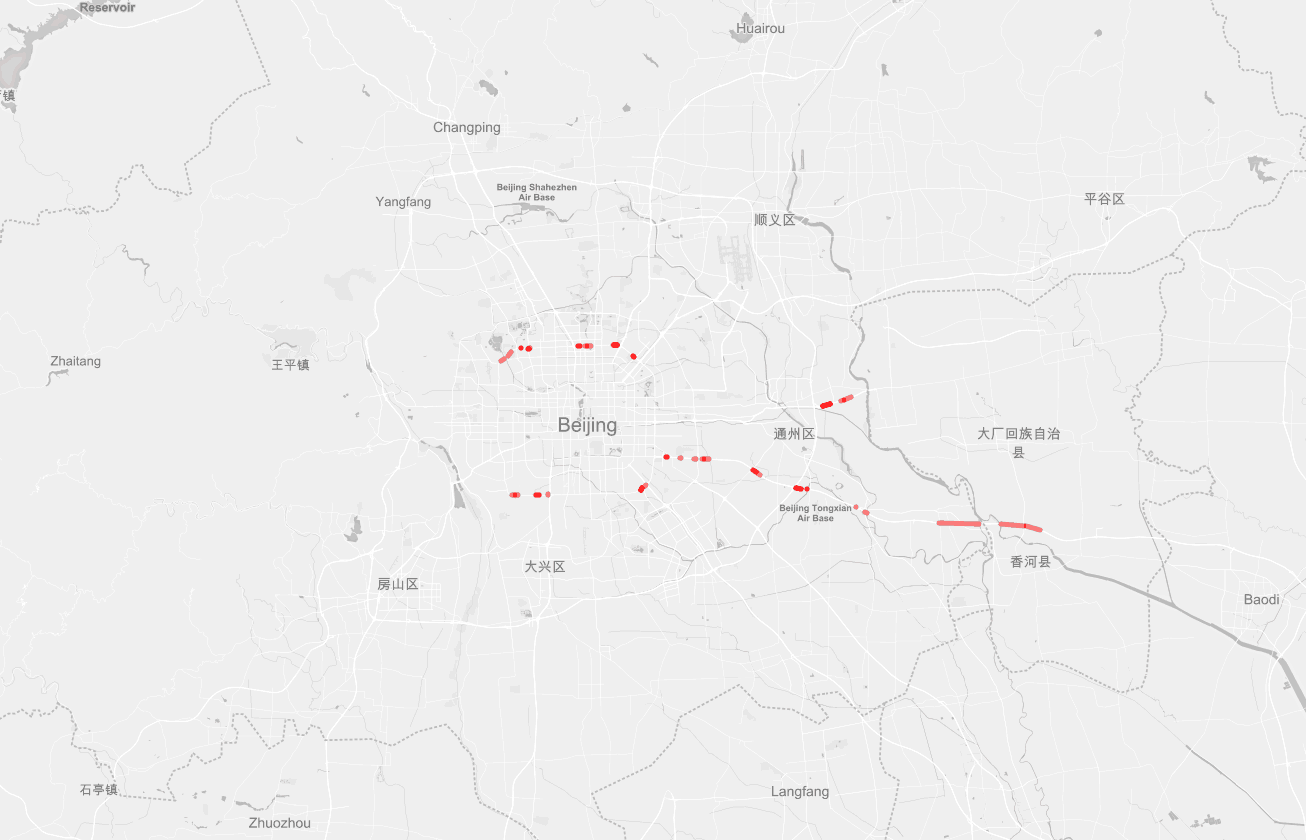 Reservoir
Huairou
镇
Changping
Beijing Shahezhen
Air Base
Yangfang
平谷区
顺义区
Zhaitang
王平镇
Beijing
通州区
大厂回族自治
县
Beijing Tongxian
Air Base
香河县
大兴区
房山区
Baodi
石亭镇
Langfang
Zhuozhou